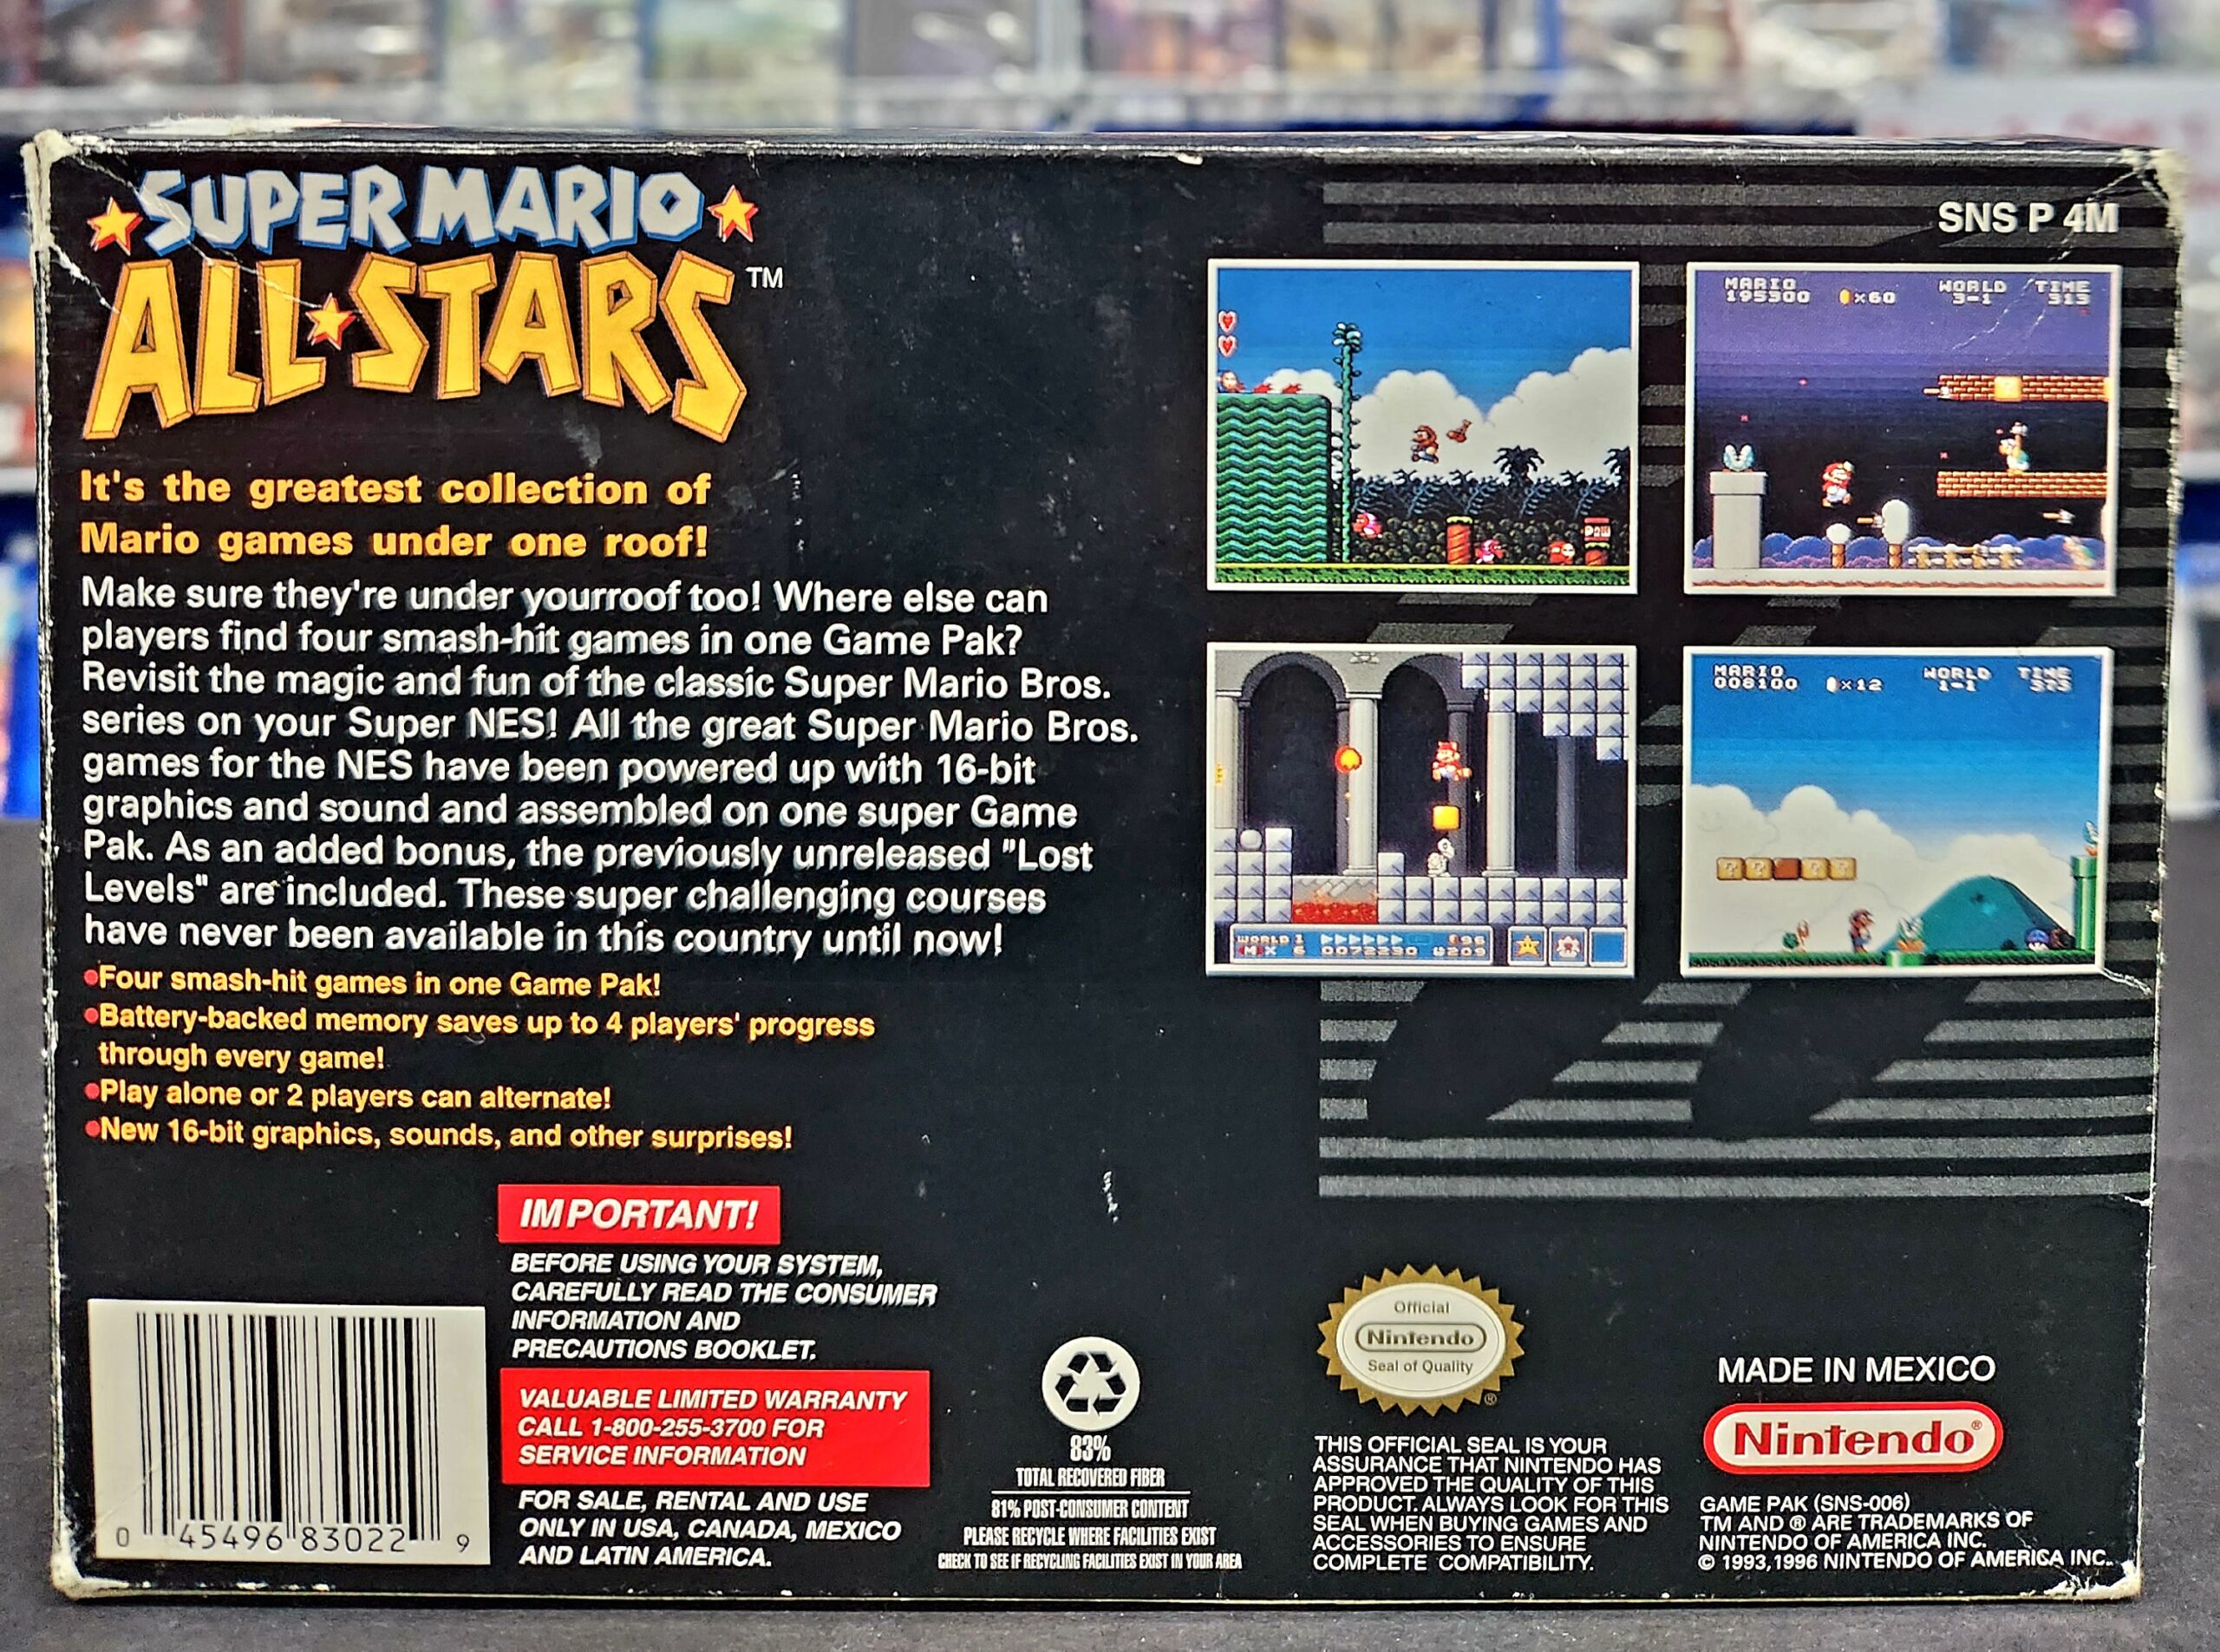 SUPER MARIO
ALL STARS™
It's the greatest collection of
Mario games under one roof!
Make sure they're under yourroof too! Where else can
players find four smash-hit games in one Game Pak?
Revisit the magic and fun of the classic Super Mario Bros.
series on your Super NES! All the great Super Mario Bros.
games for the NES have been powered up with 16-bit
graphics and sound and assembled on one super Game
Pak. As an added bonus, the previously unreleased "Lost
Levels" are included. These super challenging courses
have never been available in this country until now!
•Four smash-hit games in one Game Pak!
•Battery-backed memory saves up to 4 players' progress
through every game!
•Play alone or 2 players can alternate!
•New 16-bit graphics, sounds, and other surprises!
SNS P 4M
POW
MARIO WORLD TIME
195300 ×60 3-1 313
WORLD 1 96
M × 6 0072230 209
MARIO WORLD TIME
008100 ×12 1-1 373
IMPORTANT!
BEFORE USING YOUR SYSTEM,
CAREFULLY READ THE CONSUMER
INFORMATION AND
PRECAUTIONS BOOKLET.
VALUABLE LIMITED WARRANTY
CALL 1-800-255-3700 FOR
SERVICE INFORMATION
FOR SALE, RENTAL AND USE
ONLY IN USA, CANADA, MEXICO
AND LATIN AMERICA.
0 45496 83022 9
83%
TOTAL RECOVERED FIBER
81% POST-CONSUMER CONTENT
PLEASE RECYCLE WHERE FACILITIES EXIST
CHECK TO SEE IF RECYCLING FACILITIES EXIST IN YOUR AREA
Official
Nintendo
Seal of Quality
®
THIS OFFICIAL SEAL IS YOUR
ASSURANCE THAT NINTENDO HAS
APPROVED THE QUALITY OF THIS
PRODUCT. ALWAYS LOOK FOR THIS
SEAL WHEN BUYING GAMES AND
ACCESSORIES TO ENSURE
COMPLETE COMPATIBILITY.
MADE IN MEXICO
Nintendo®
GAME PAK (SNS-006)
TM AND ® ARE TRADEMARKS OF
NINTENDO OF AMERICA INC.
© 1993,1996 NINTENDO OF AMERICA INC.